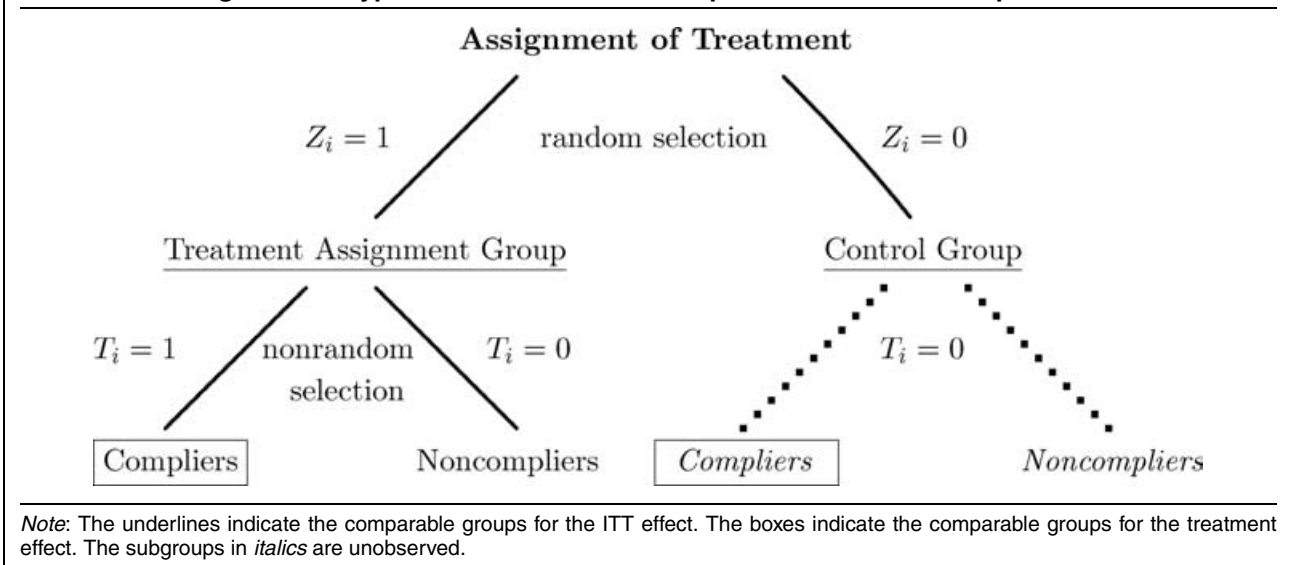 Assignment of Treatment
Z_i = 1 random selection Z_i = 0
Treatment Assignment Group Control Group
T_i = 1 nonrandom T_i = 0 T_i = 0
selection
Compliers Noncompliers Compliers Noncompliers
Note: The underlines indicate the comparable groups for the ITT effect. The boxes indicate the comparable groups for the treatment
effect. The subgroups in italics are unobserved.